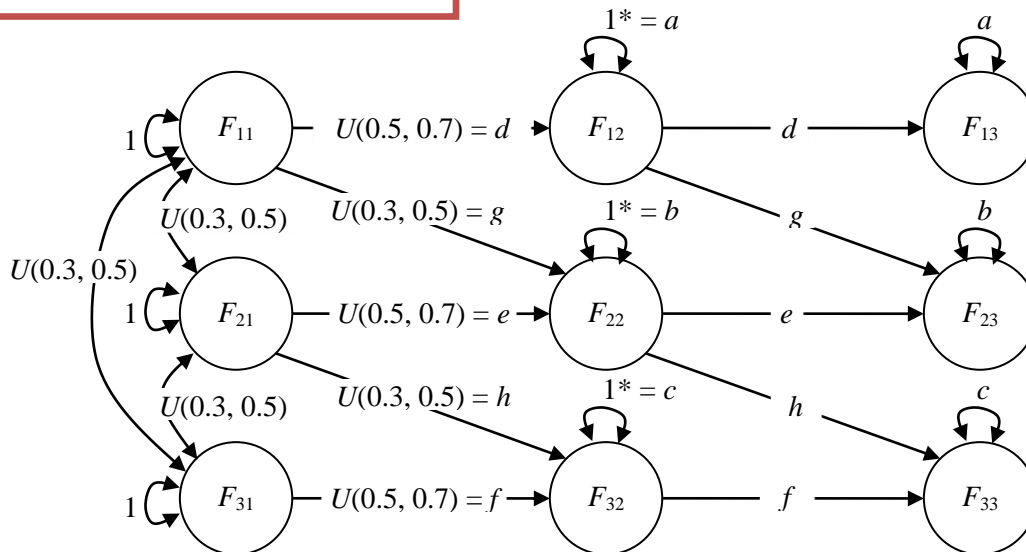 1* = a
a
1
F₁₁
U(0.5, 0.7) = d
F₁₂
d
F₁₃
U(0.3, 0.5)
U(0.3, 0.5) = g
1* = b
g
b
U(0.3, 0.5)
1
F₂₁
U(0.5, 0.7) = e
F₂₂
e
F₂₃
U(0.3, 0.5)
U(0.3, 0.5) = h
1* = c
h
c
1
F₃₁
U(0.5, 0.7) = f
F₃₂
f
F₃₃